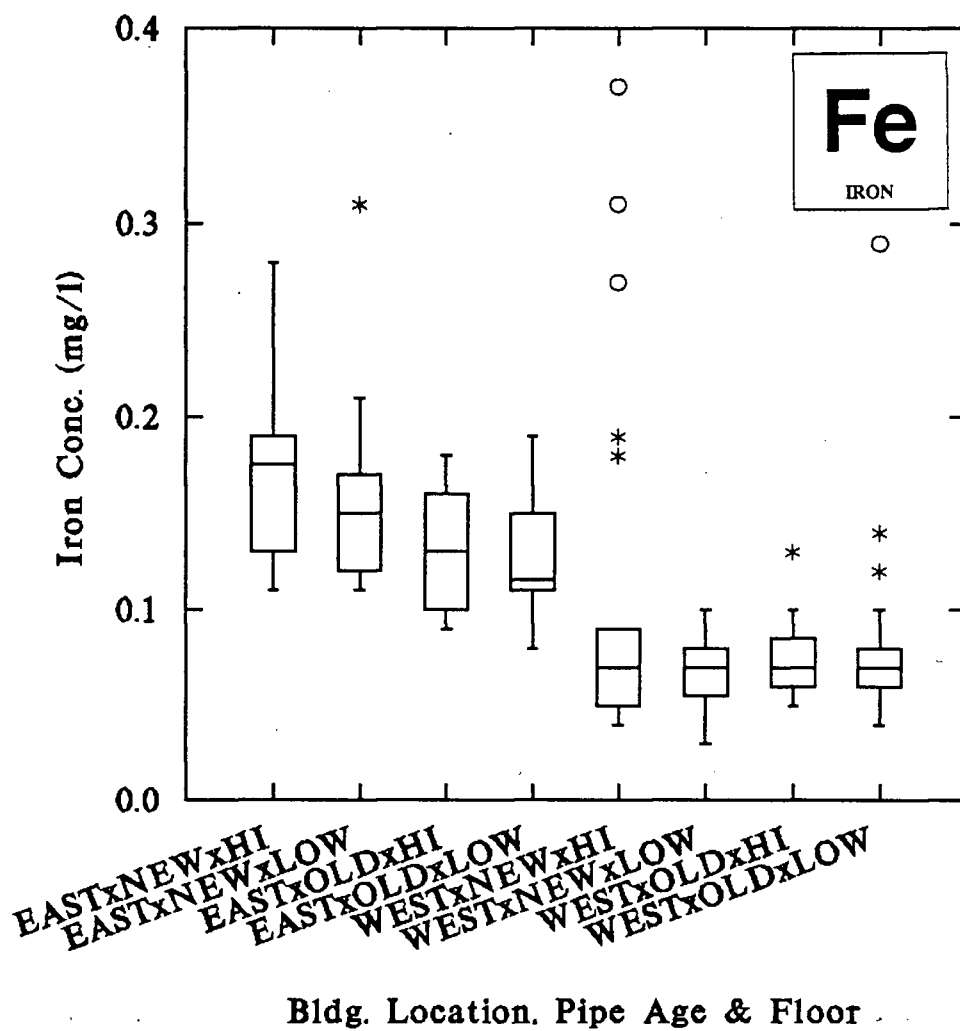 0.4
Fe
IRON
0.3
0.2
0.1
0.0
Iron Conc. (mg/1)
EASTxNEWxHI
EASTxNEWxLOW
EASTxOLDxHI
EASTxOLDxLOW
WESTxNEWxHI
WESTxNEWxLOW
WESTxOLDxHI
WESTxOLDxLOW
Bldg. Location. Pipe Age & Floor